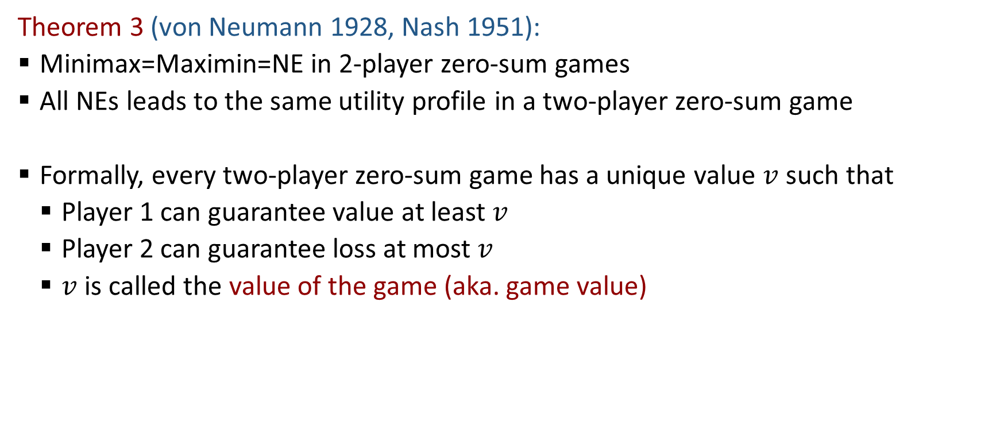 Theorem 3 (von Neumann 1928, Nash 1951):
▪ Minimax=Maximin=NE in 2-player zero-sum games
▪ All NEs leads to the same utility profile in a two-player zero-sum game
▪ Formally, every two-player zero-sum game has a unique value 𝑣 such that
▪ Player 1 can guarantee value at least 𝑣
▪ Player 2 can guarantee loss at most 𝑣
▪ 𝑣 is called the value of the game (aka. game value)